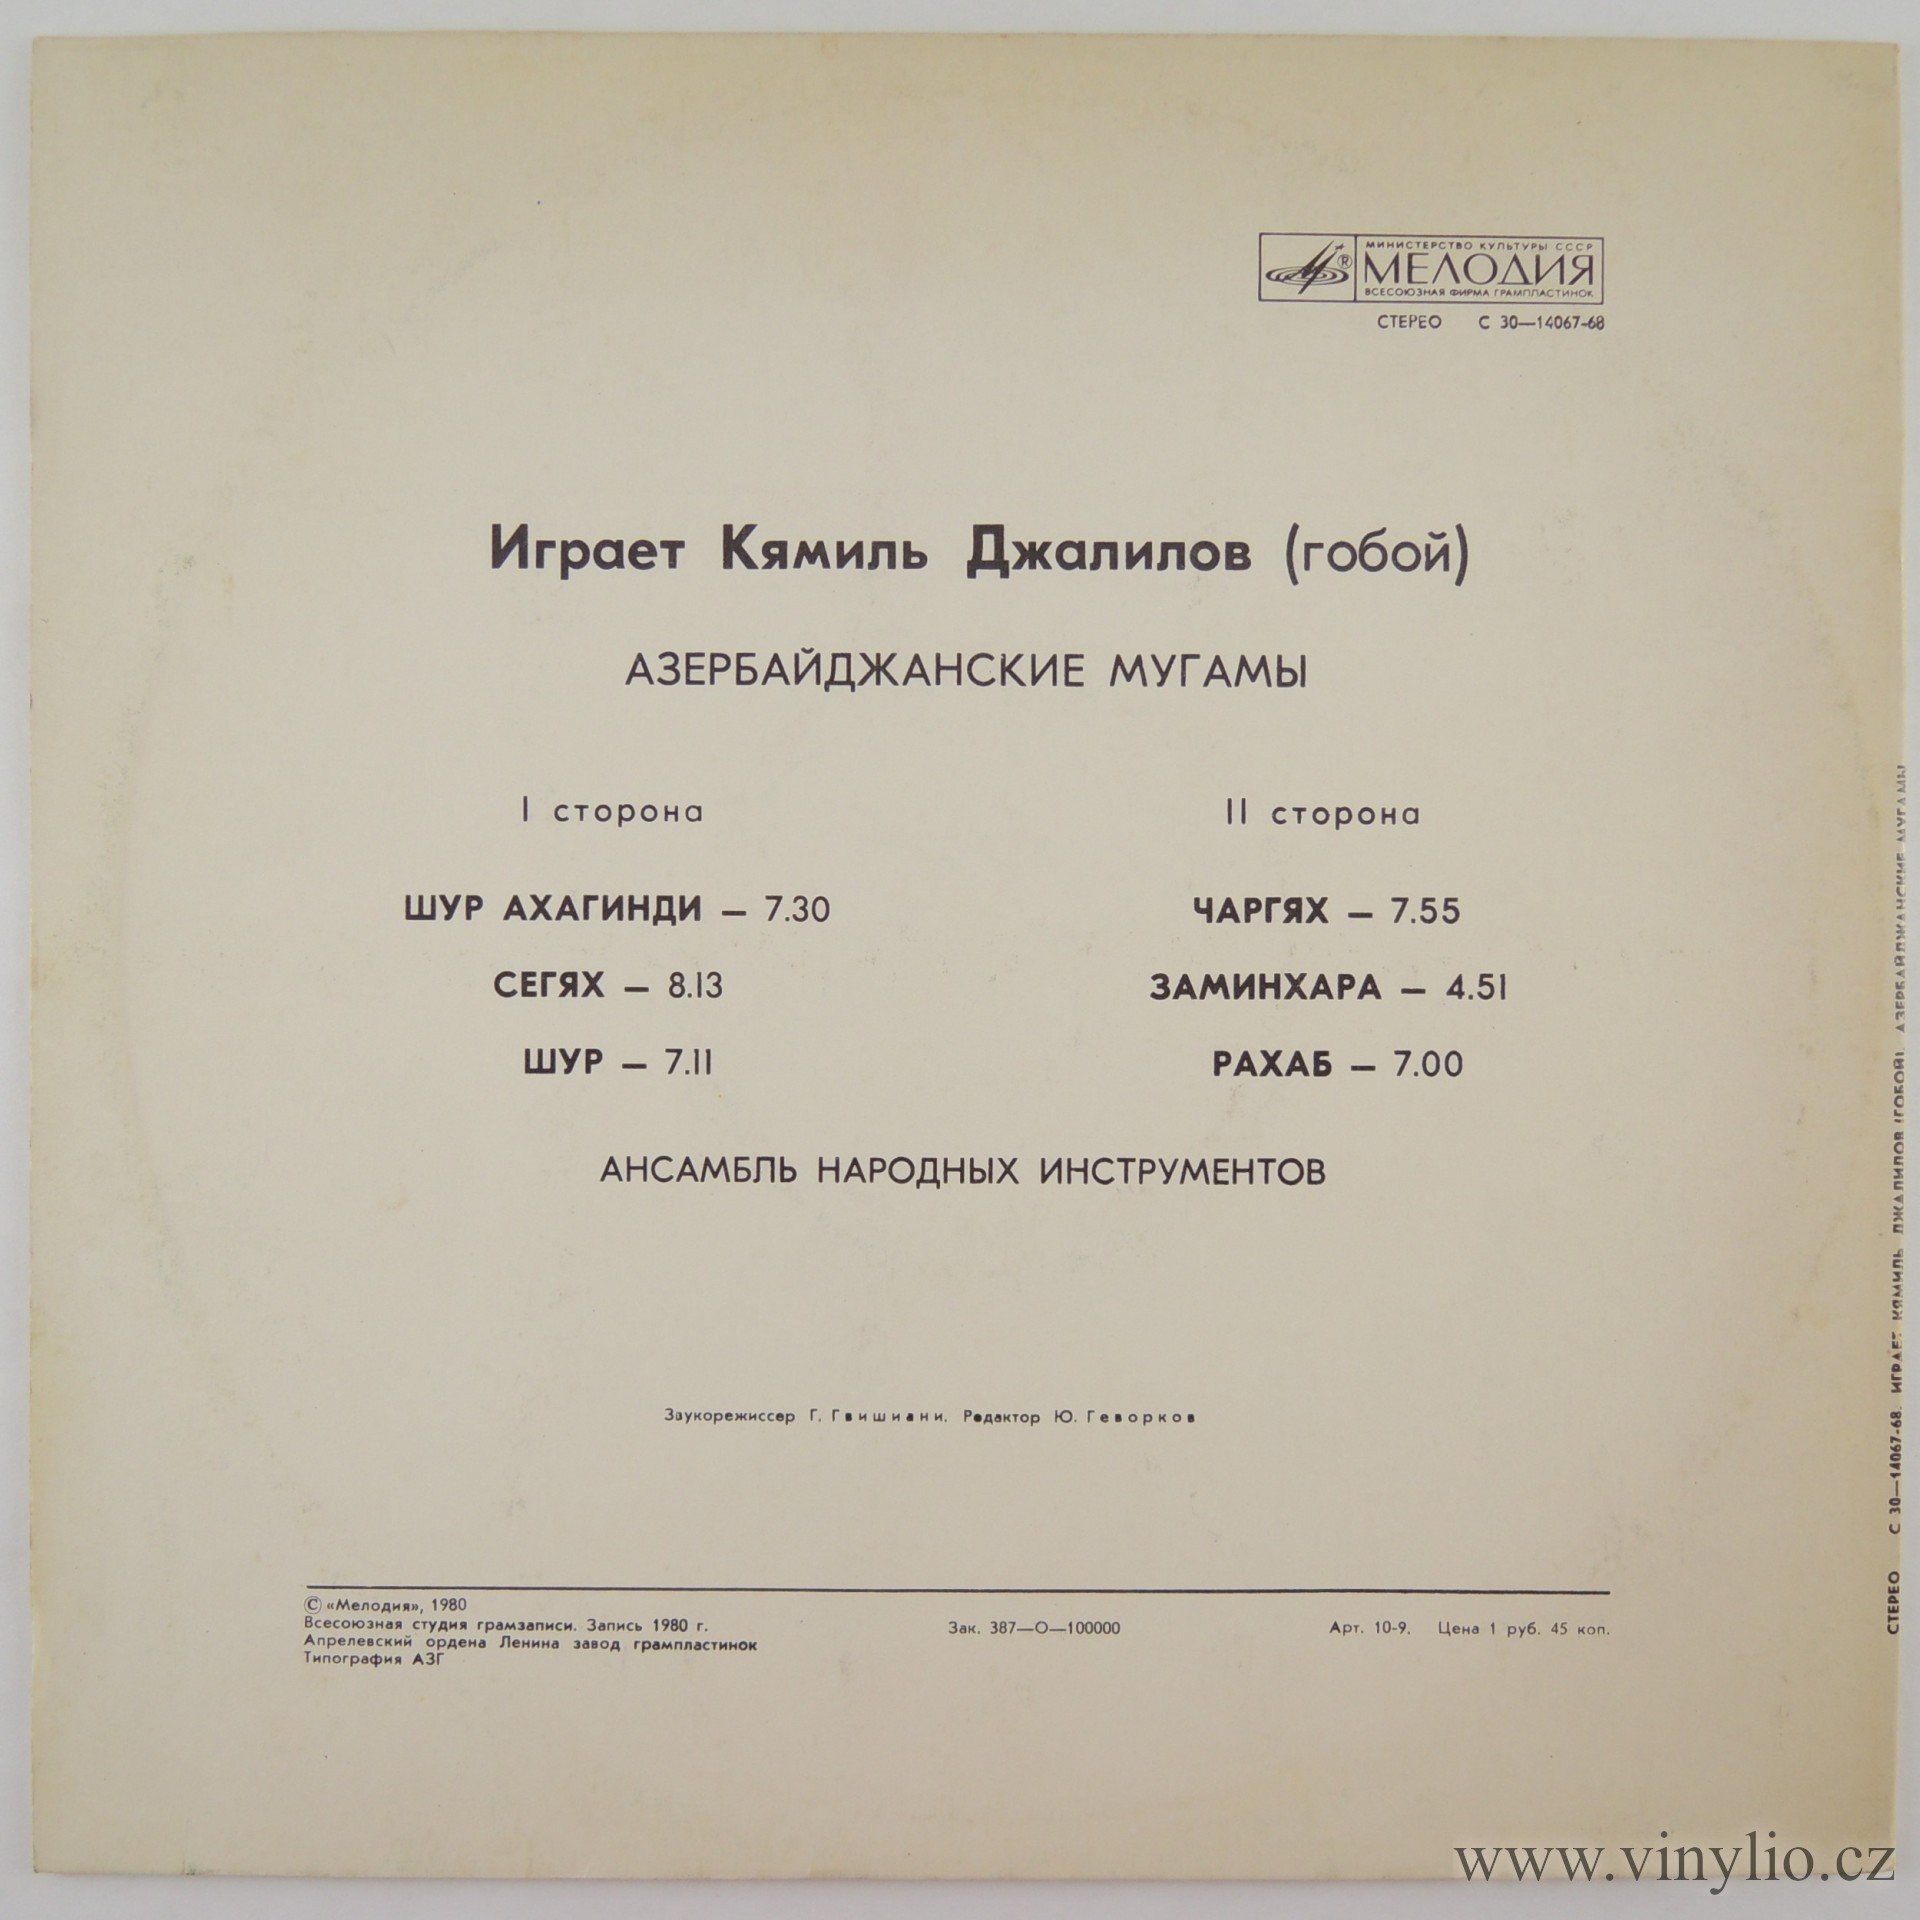 МИНИСТЕРСТВО КУЛЬТУРЫ СССР
МЕЛОДИЯ
ВСЕСОЮЗНАЯ ФИРМА ГРАМПЛАСТИНОК
СТЕРЕО С 30—14067-68
Играет Кямиль Джалилов (гобой)
АЗЕРБАЙДЖАНСКИЕ МУГАМЫ
I сторона
ШУР АХАГИНДИ — 7.30
СЕГЯХ — 8.13
ШУР — 7.11
II сторона
ЧАРГЯХ — 7.55
ЗАМИНХАРА — 4.51
РАХАБ — 7.00
АНСАМБЛЬ НАРОДНЫХ ИНСТРУМЕНТОВ
Звукорежиссер Г. Гвишиани. Редактор Ю. Геворков
© «Мелодия», 1980
Всесоюзная студия грамзаписи. Запись 1980 г.
Апрелевский ордена Ленина завод грампластинок
Типография АЗГ
Зак. 387—О—100000
Арт. 10-9. Цена 1 руб. 45 коп.
СТЕРЕО С 30—14067-68. ИГРАЕТ КЯМИЛЬ ДЖАЛИЛОВ (ГОБОЙ). АЗЕРБАЙДЖАНСКИЕ МУГАМЫ
www.vinylio.cz